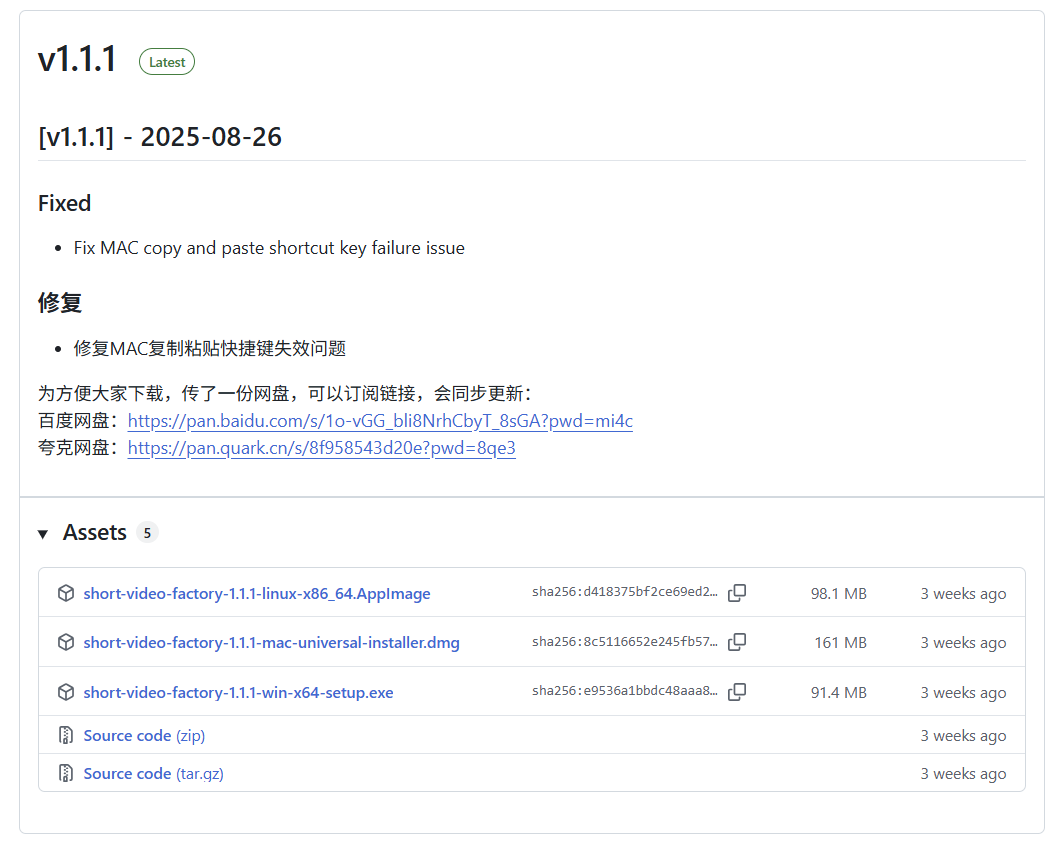 v1.1.1 Latest
[v1.1.1] - 2025-08-26
Fixed
• Fix MAC copy and paste shortcut key failure issue
修复
• 修复MAC复制粘贴快捷键失效问题
为方便大家下载，传了一份网盘，可以订阅链接，会同步更新：
百度网盘：https://pan.baidu.com/s/1o-vGG_bli8NrhCbyT_8sGA?pwd=mi4c
夸克网盘：https://pan.quark.cn/s/8f958543d20e?pwd=8qe3
Assets 5
short-video-factory-1.1.1-linux-x86_64.AppImage sha256:d418375bf2ce69ed2… 98.1 MB 3 weeks ago
short-video-factory-1.1.1-mac-universal-installer.dmg sha256:8c5116652e245fb57… 161 MB 3 weeks ago
short-video-factory-1.1.1-win-x64-setup.exe sha256:e9536a1bbdc48aaa8… 91.4 MB 3 weeks ago
Source code (zip) 3 weeks ago
Source code (tar.gz) 3 weeks ago